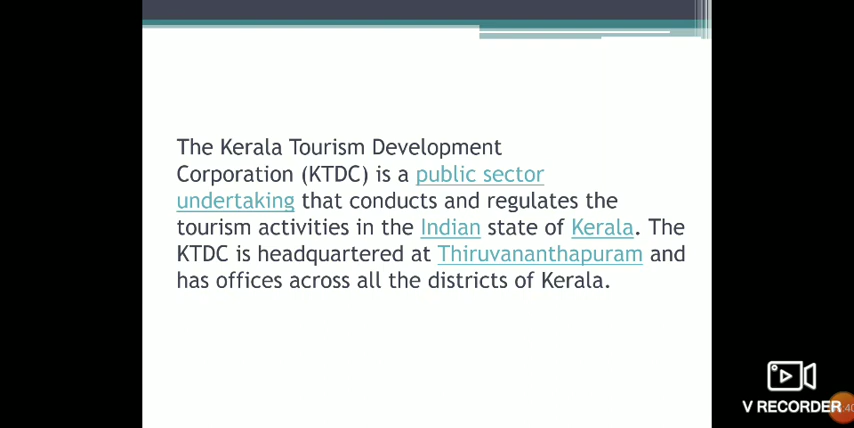 The Kerala Tourism Development
Corporation (KTDC) is a public sector
undertaking that conducts and regulates the
tourism activities in the Indian state of Kerala. The
KTDC is headquartered at Thiruvananthapuram and
has offices across all the districts of Kerala.
V RECORDER